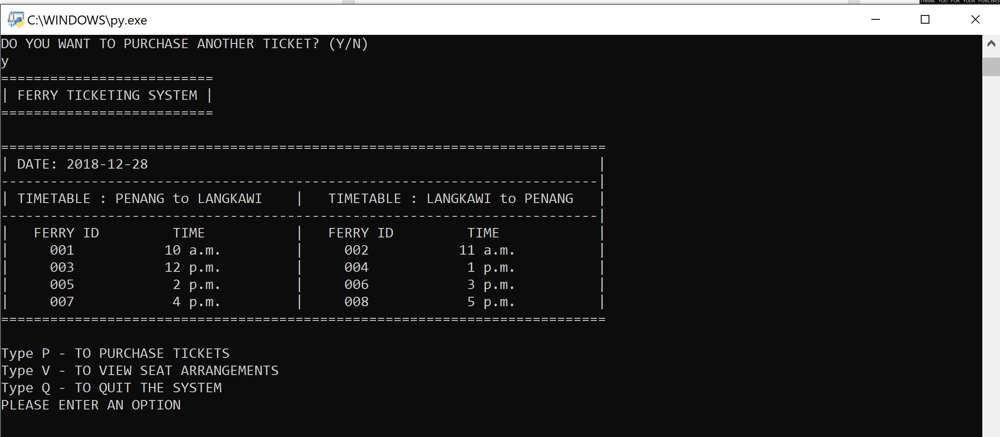 THANK YOU FOR YOUR PURCHAS
C:\WINDOWS\py.exe
DO YOU WANT TO PURCHASE ANOTHER TICKET? (Y/N)
y
==========================
| FERRY TICKETING SYSTEM |
==========================
==========================================================================
| DATE: 2018-12-28                                                       |
-------------------------------------------------------------------------|
| TIMETABLE : PENANG to LANGKAWI    |   TIMETABLE : LANGKAWI to PENANG   |
-------------------------------------------------------------------------|
|   FERRY ID         TIME           |   FERRY ID         TIME            |
|     001           10 a.m.         |     002           11 a.m.          |
|     003           12 p.m.         |     004            1 p.m.          |
|     005            2 p.m.         |     006            3 p.m.          |
|     007            4 p.m.         |     008            5 p.m.          |
==========================================================================
Type P - TO PURCHASE TICKETS
Type V - TO VIEW SEAT ARRANGEMENTS
Type Q - TO QUIT THE SYSTEM
PLEASE ENTER AN OPTION